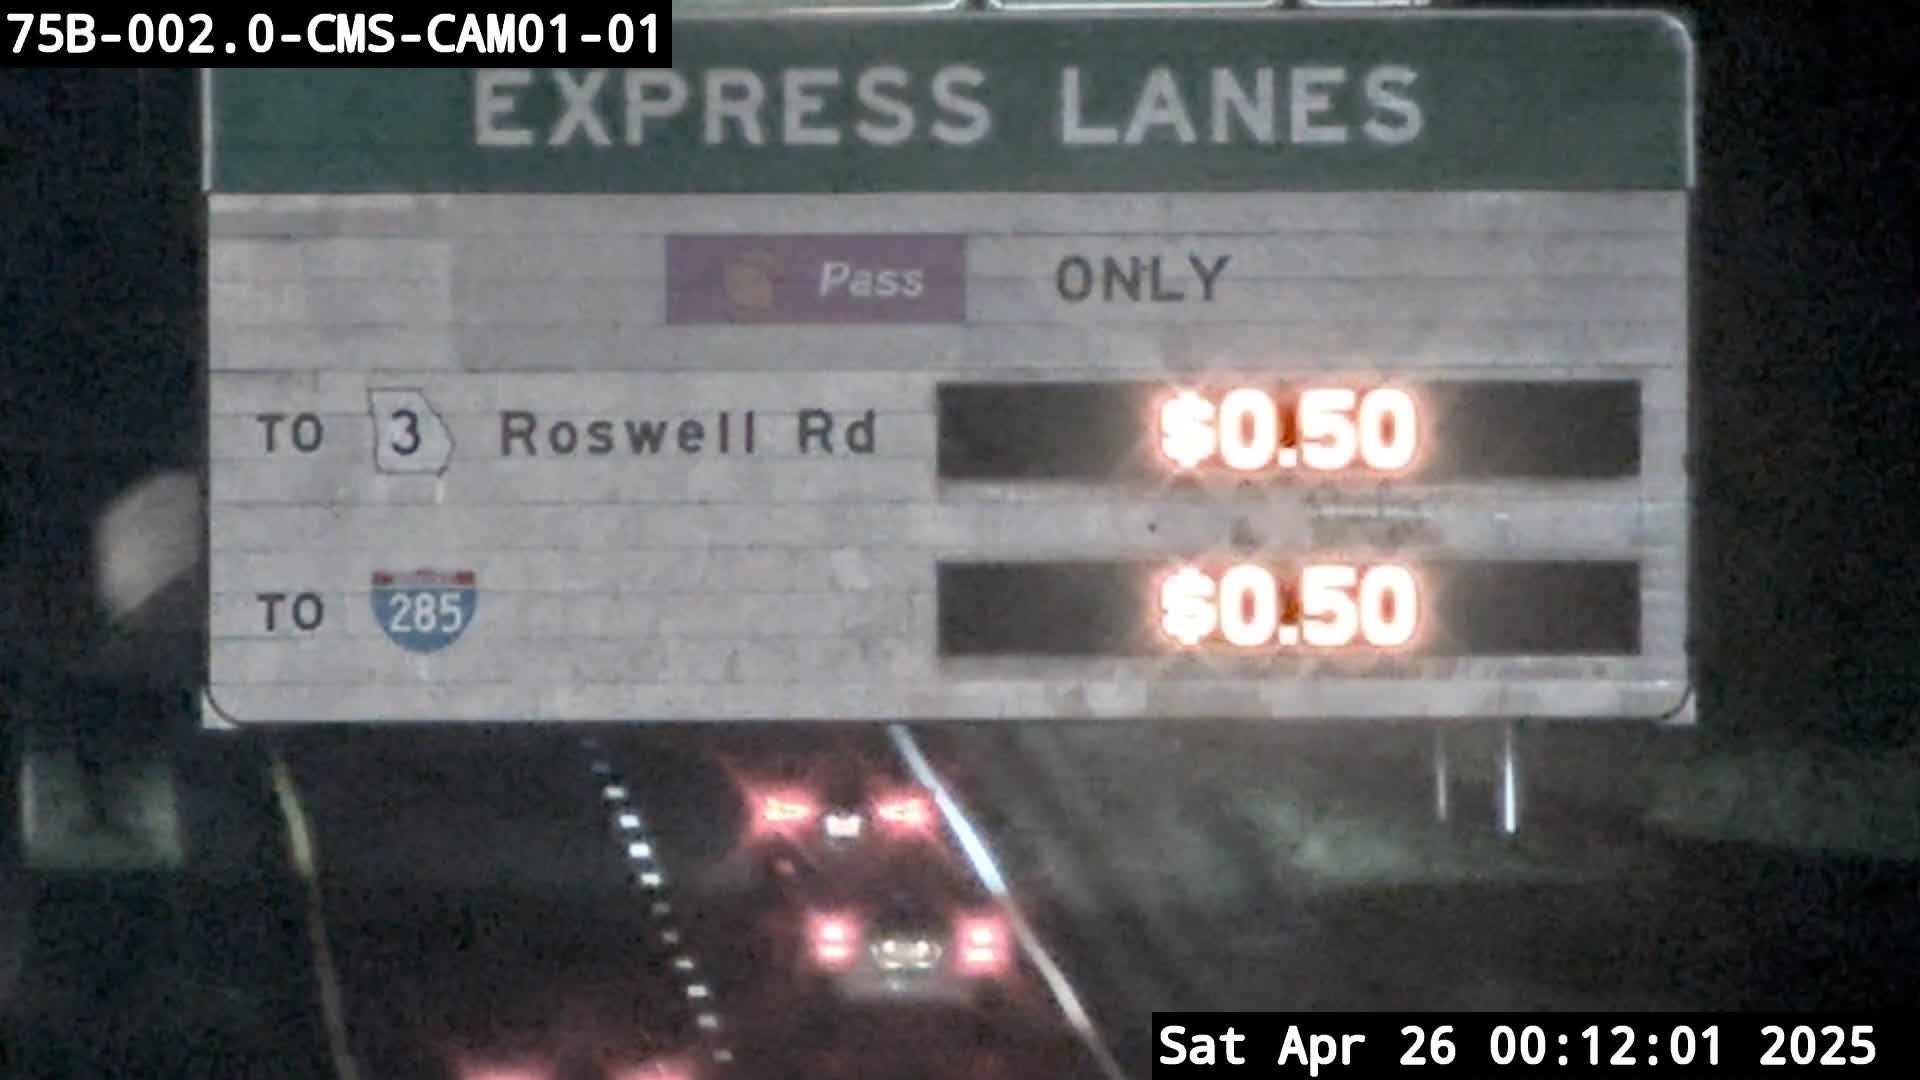 75B-002.0-CMS-CAM01-01
EXPRESS LANES
Pass ONLY
TO 3 Roswell Rd $0.50
TO 285 $0.50
Sat Apr 26 00:12:01 2025